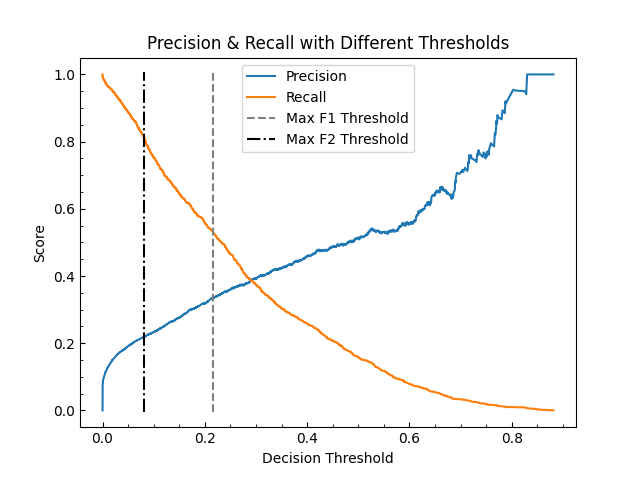 Precision & Recall with Different Thresholds
Precision
Recall
Max F1 Threshold
Max F2 Threshold
Score
1.0
0.8
0.6
0.4
0.2
0.0
0.0 0.2 0.4 0.6 0.8
Decision Threshold